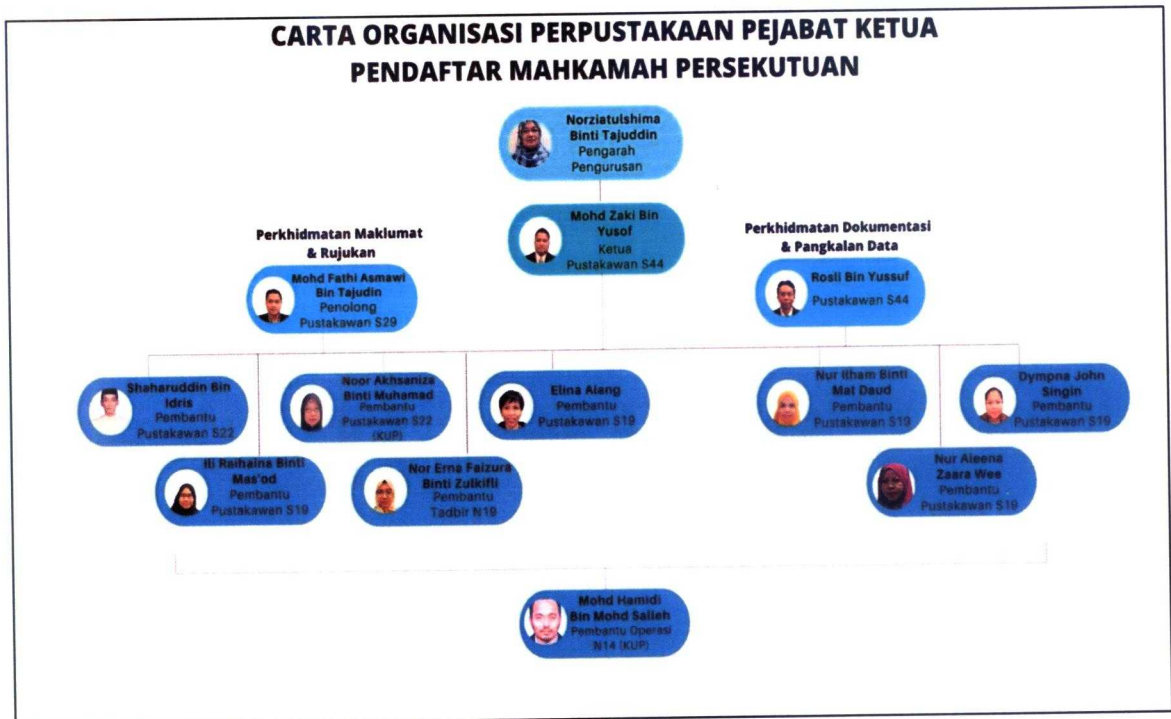 CARTA ORGANISASI PERPUSTAKAAN PEJABAT KETUA
PENDAFTAR MAHKAMAH PERSEKUTUAN
Norziatulshima
Binti Tajuddin
Pengarah
Pengurusan
Mohd Zaki Bin
Yusof
Ketua
Pustakawan S44
Perkhidmatan Maklumat
& Rujukan
Mohd Fathi Asmawi
Bin Tajudin
Penolong
Pustakawan S29
Perkhidmatan Dokumentasi
& Pangkalan Data
Rosli Bin Yussuf
Pustakawan S44
Shaharuddin Bin
Idris
Pembantu
Pustakawan S22
Noor Akhsaniza
Binti Muhamad
Pembantu
Pustakawan S22
(KUP)
Elina Alang
Pembantu
Pustakawan S19
Nur Ilham Binti
Mat Daud
Pembantu
Pustakawan S19
Dympna John
Singin
Pembantu
Pustakawan S19
Ili Raihaina Binti
Mas'od
Pembantu
Pustakawan S19
Nor Erna Faizura
Binti Zulkifli
Pembantu
Tadbir N19
Nur Aleena
Zaara Wee
Pembantu
Pustakawan S19
Mohd Hamidi
Bin Mohd Salleh
Pembantu Operasi
N14 (KUP)